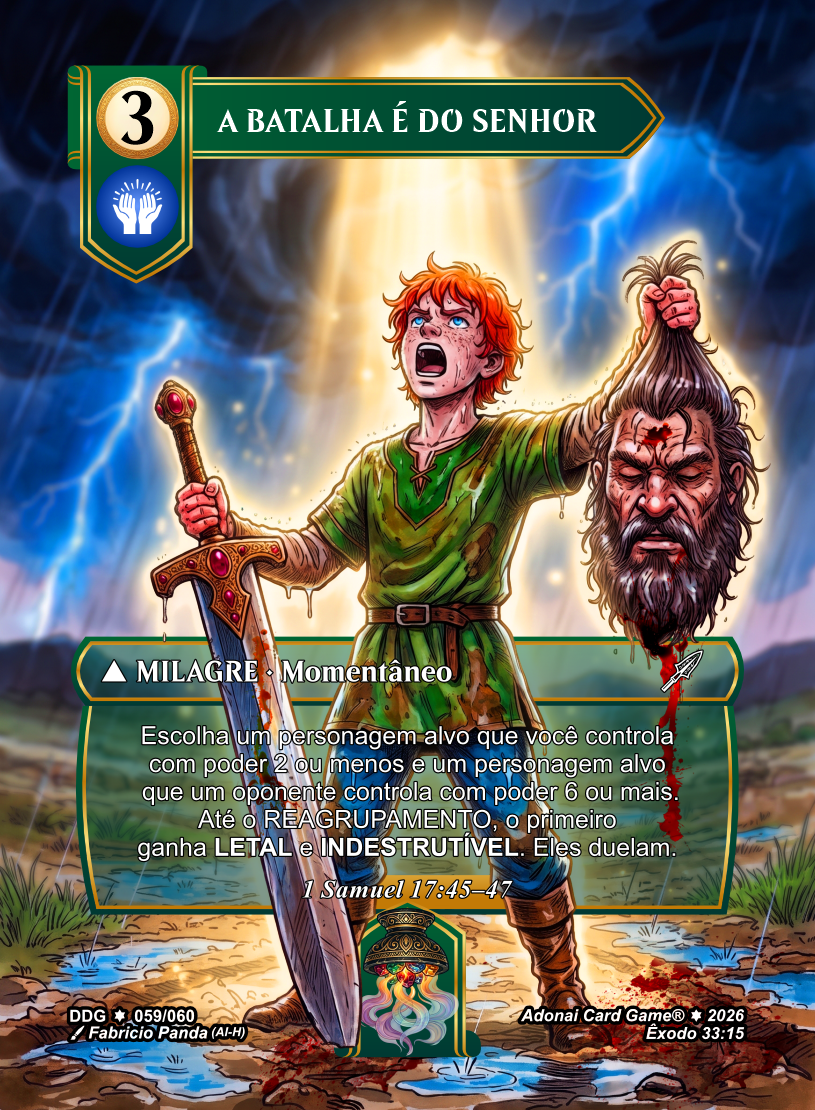 3
A BATALHA É DO SENHOR
MILAGRE · Momentâneo
Escolha um personagem alvo que você controla
com poder 2 ou menos e um personagem alvo
que um oponente controla com poder 6 ou mais.
Até o REAGRUPAMENTO, o primeiro
ganha LETAL e INDESTRUTÍVEL. Eles duelam.
1 Samuel 17:45–47
DDG ✸ 059/060
Fabricio Panda (AI-H)
Adonai Card Game® ✸ 2026
Êxodo 33:15